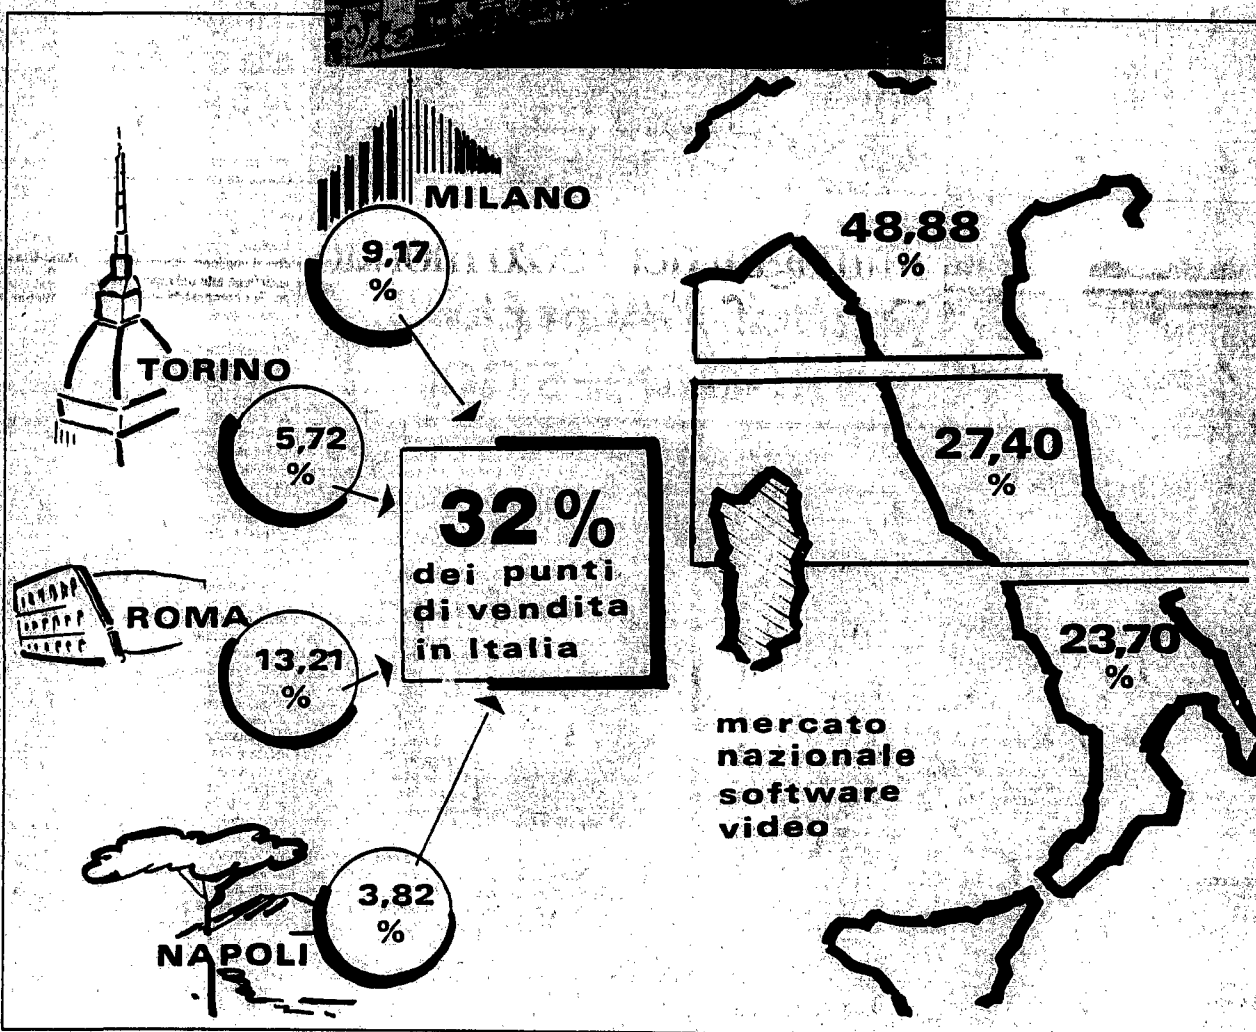 MILANO
9,17
%
TORINO
5,72
%
ROMA
13,21
%
NAPOLI
3,82
%
32 %
dei punti
di vendita
in Italia
48,88
%
27,40
%
23,70
%
mercato
nazionale
software
video